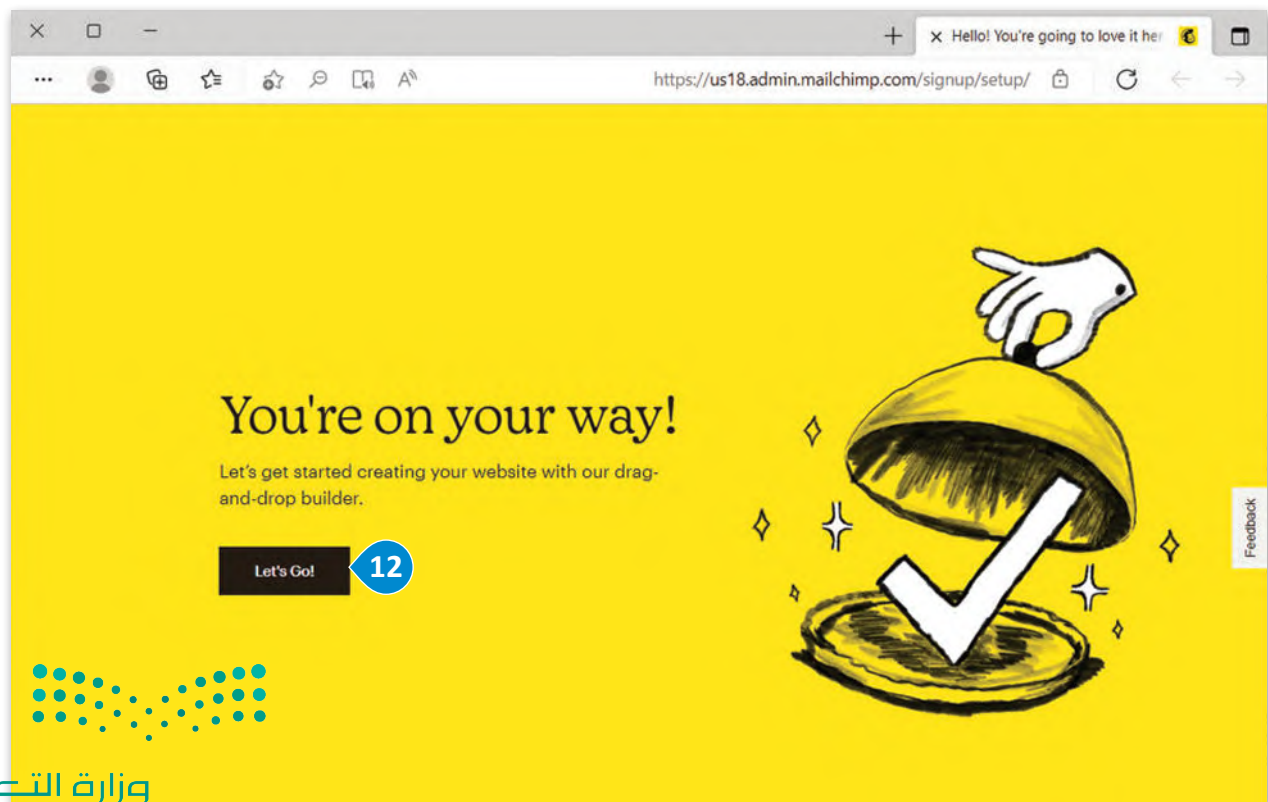 Hello! You're going to love it her
https://us18.admin.mailchimp.com/signup/setup/
You're on your way!
Let's get started creating your website with our drag-
and-drop builder.
Let's Go!
12
Feedback
وزارة